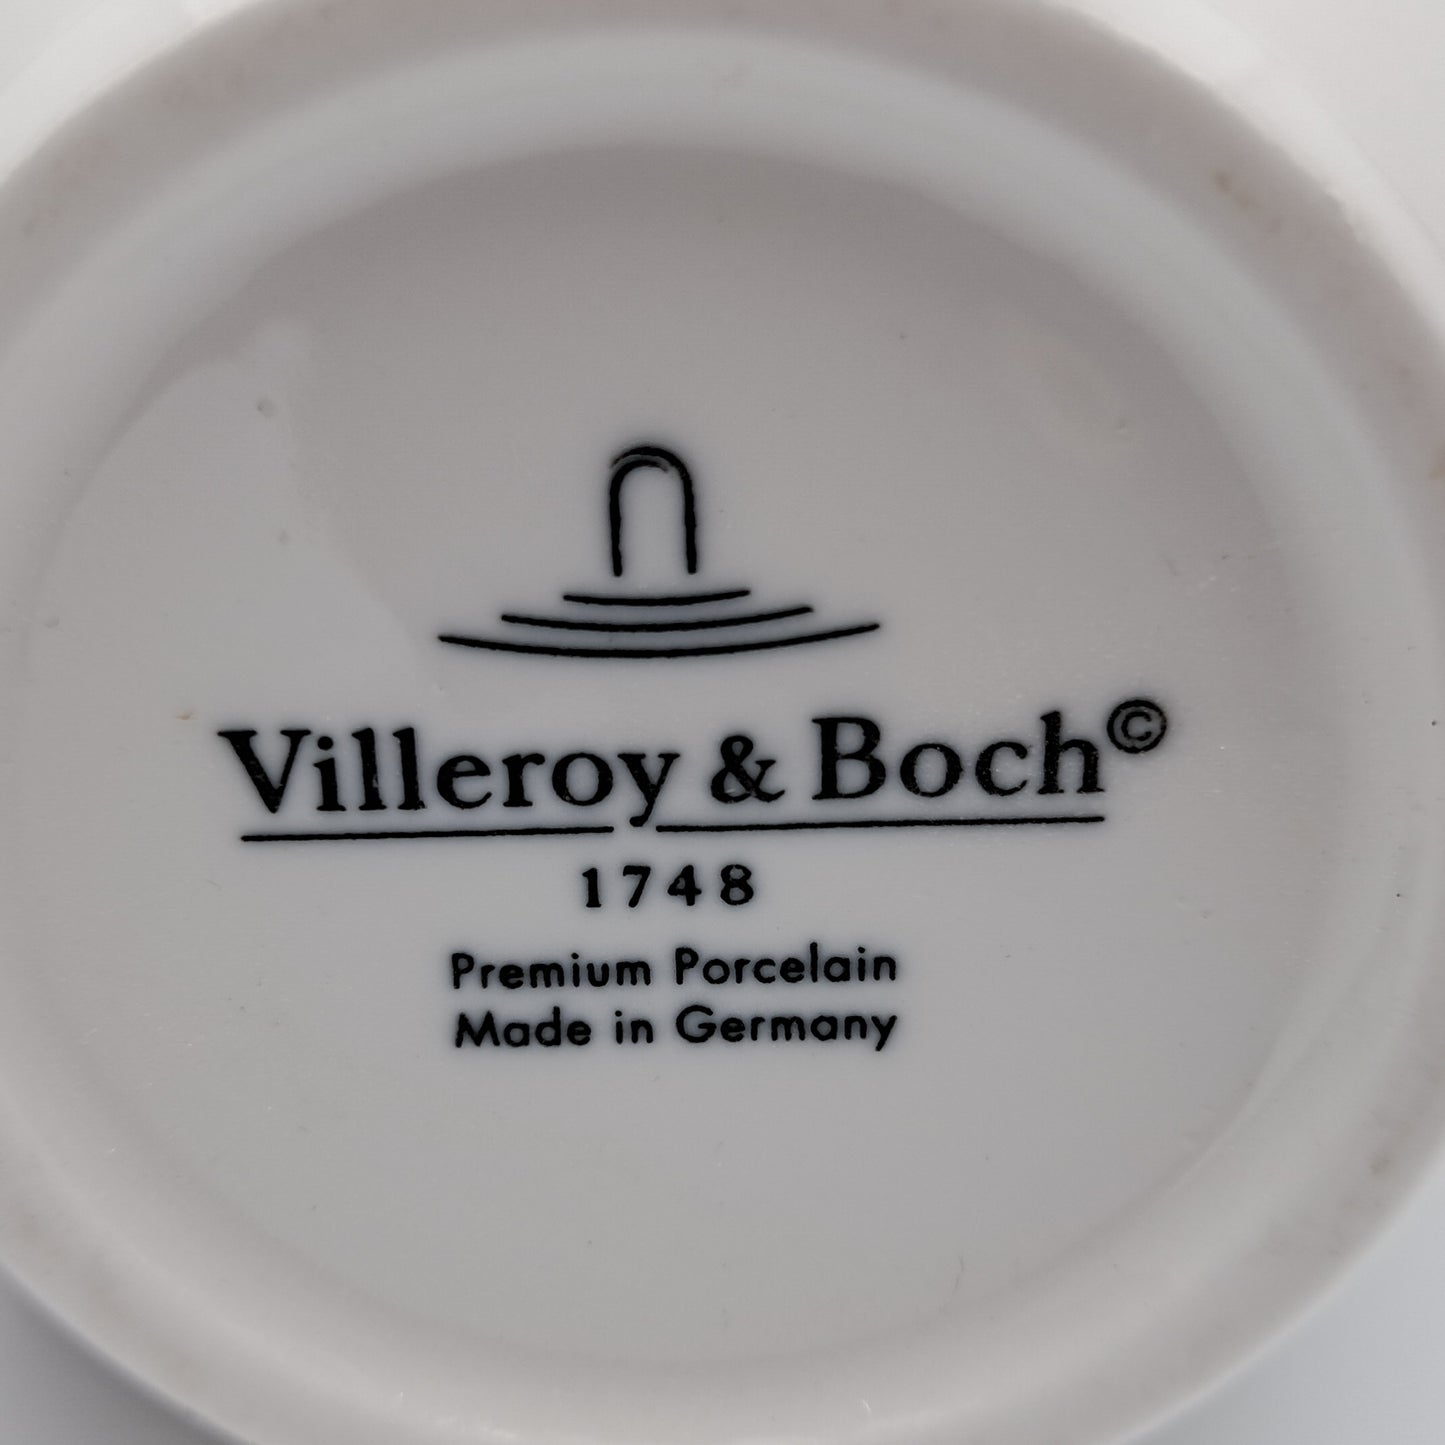 Villeroy & Boch©
1748
Premium Porcelain
Made in Germany